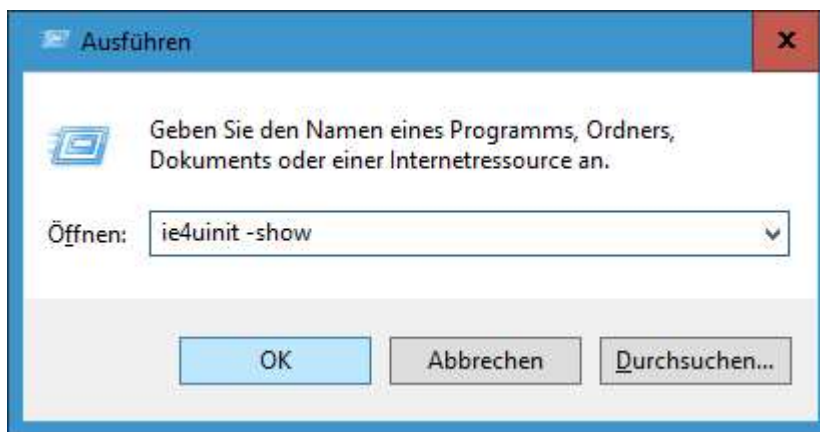 Ausführen
Geben Sie den Namen eines Programms, Ordners,
Dokuments oder einer Internetressource an.
Öffnen: ie4uinit -show
OK Abbrechen Durchsuchen...